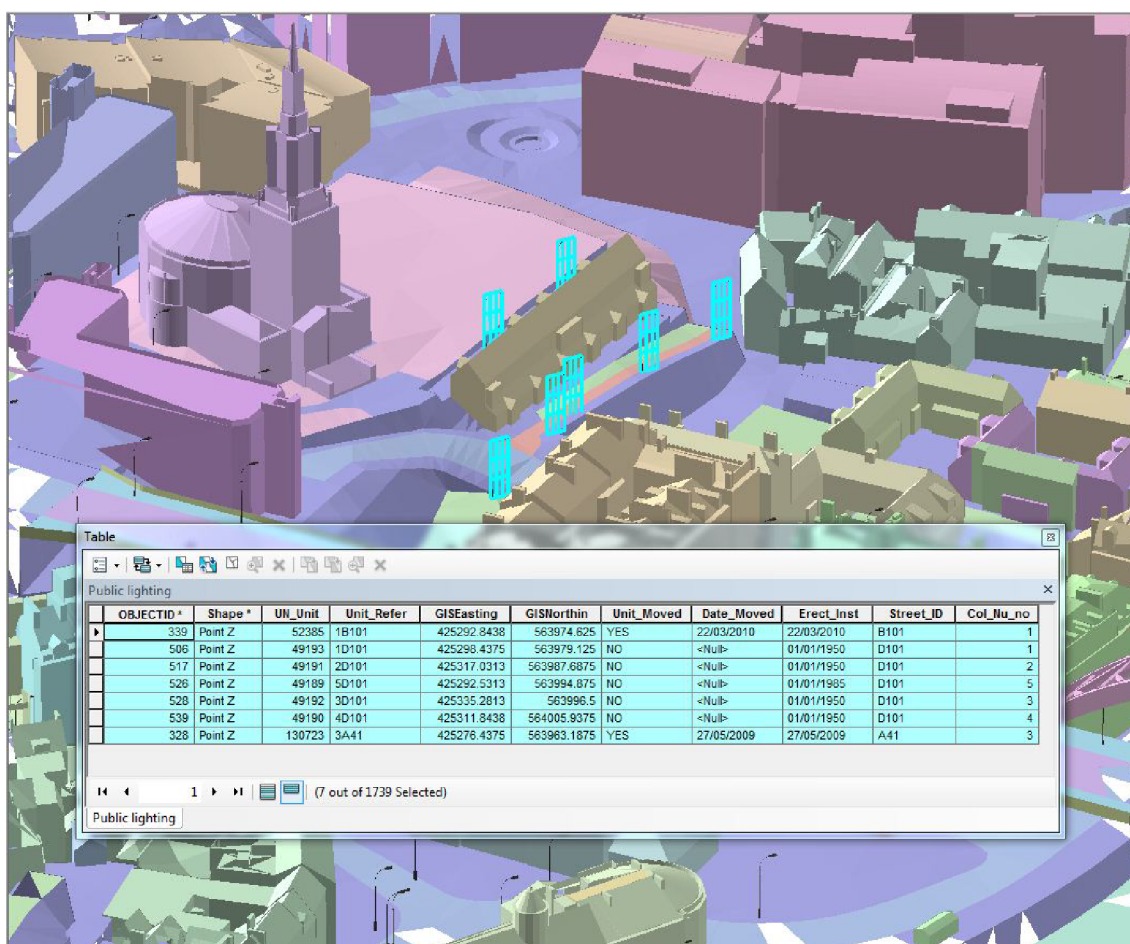 Table
Public lighting
OBJECTID * Shape * UN_Unit Unit_Refer GISEasting GISNorthin Unit_Moved Date_Moved Erect_Inst Street_ID Col_Nu_no
339 Point Z 52385 1B101 425292.8438 563974.625 YES 22/03/2010 22/03/2010 B101 1
506 Point Z 49193 1D101 425298.4375 563979.125 NO <Null> 01/01/1950 D101 1
517 Point Z 49191 2D101 425317.0313 563987.6875 NO <Null> 01/01/1950 D101 2
526 Point Z 49189 5D101 425292.5313 563994.875 NO <Null> 01/01/1985 D101 5
528 Point Z 49192 3D101 425335.2813 563996.5 NO <Null> 01/01/1950 D101 3
539 Point Z 49190 4D101 425311.8438 564005.9375 NO <Null> 01/01/1950 D101 4
328 Point Z 130723 3A41 425276.4375 563963.1875 YES 27/05/2009 27/05/2009 A41 3
1 (7 out of 1739 Selected)
Public lighting